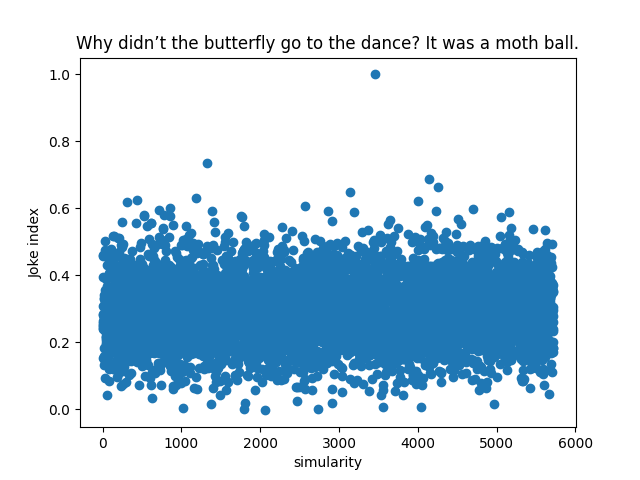 Why didn’t the butterfly go to the dance? It was a moth ball.
1.0
0.8
0.6
0.4
0.2
0.0
Joke index
0 1000 2000 3000 4000 5000 6000
simularity